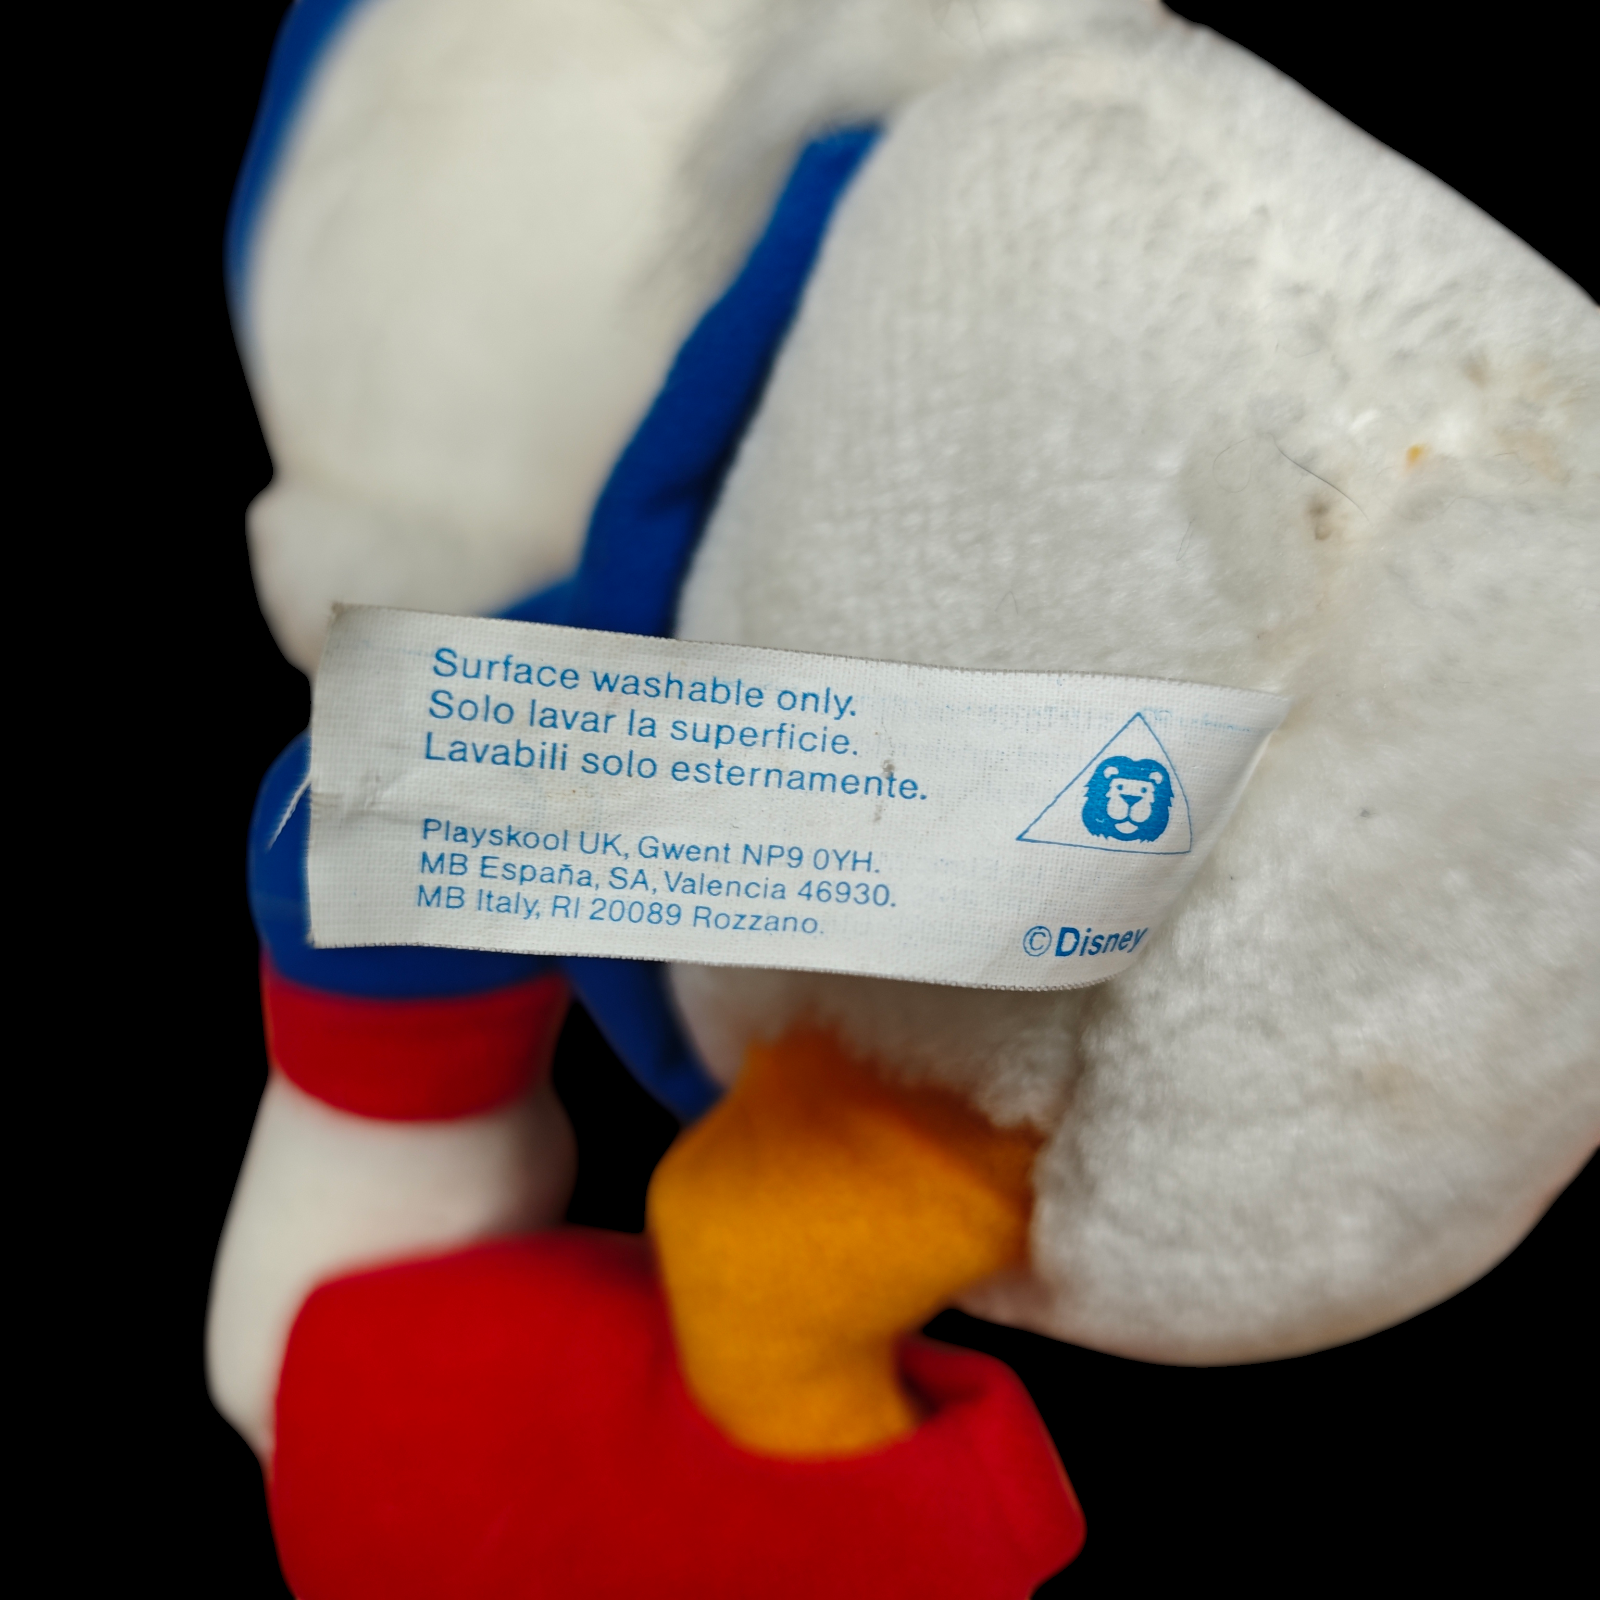 Surface washable only.
Solo lavar la superficie.
Lavabili solo esternamente.
Playskool UK, Gwent NP9 0YH.
MB España, SA, Valencia 46930.
MB Italy, RI 20089 Rozzano.
©Disney